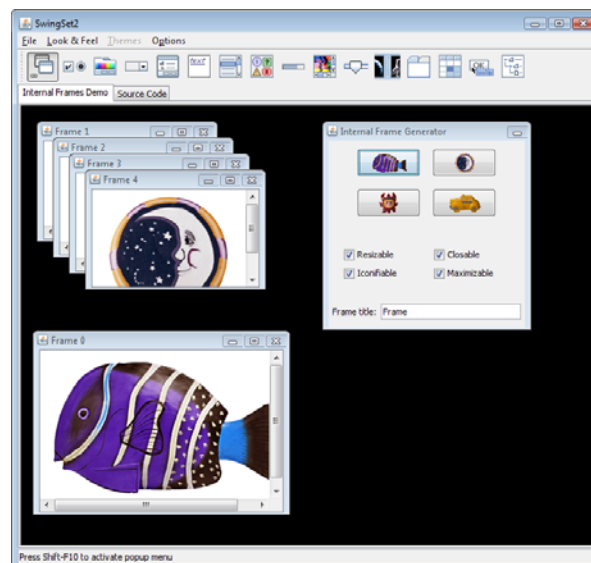 SwingSet2
File Look & Feel Themes Options
Internal Frames Demo Source Code
Frame 1
Frame 2
Frame 3
Frame 4
Internal Frame Generator
Resizable Closable
Iconifiable Maximizable
Frame title: Frame
Frame 0
Press Shift-F10 to activate popup menu